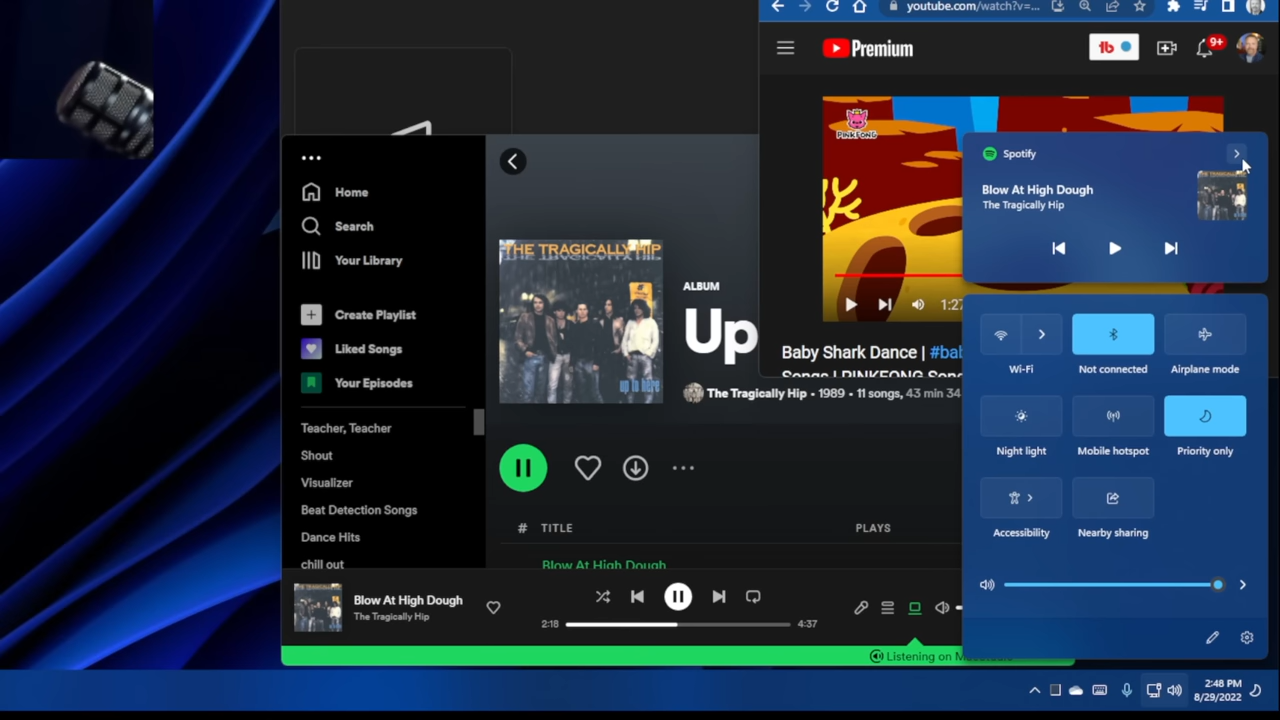 youtube.com/watch?v=...
Premium
9+
PINKFONG
1:27
Baby Shark Dance | #bab
Songs | PINKFONG Song
Home
Search
Your Library
Create Playlist
Liked Songs
Your Episodes
Teacher, Teacher
Shout
Visualizer
Beat Detection Songs
Dance Hits
chill out
THE TRAGICALLY HIP
up to here
ALBUM
Up
The Tragically Hip • 1989 • 11 songs, 43 min 34
# TITLE PLAYS
Blow At High Dough
Blow At High Dough
The Tragically Hip
2:18
4:37
Listening on
Spotify
Blow At High Dough
The Tragically Hip
Wi-Fi
Not connected
Airplane mode
Night light
Mobile hotspot
Priority only
Accessibility
Nearby sharing
2:48 PM
8/29/2022